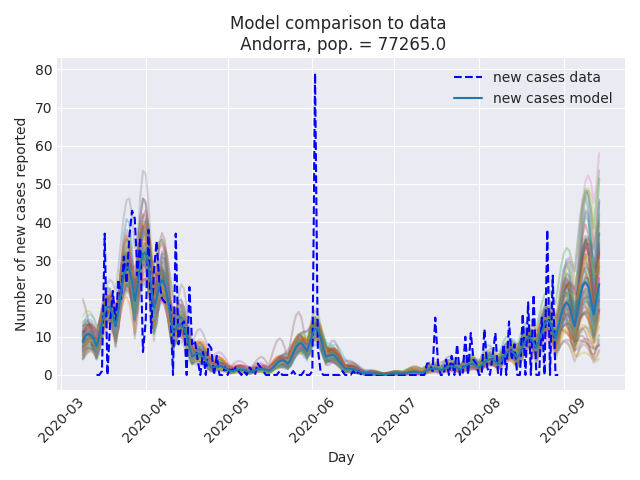 Model comparison to data
Andorra, pop. = 77265.0
new cases data
new cases model
Number of new cases reported
80
70
60
50
40
30
20
10
0
2020-03
2020-04
2020-05
2020-06
2020-07
2020-08
2020-09
Day